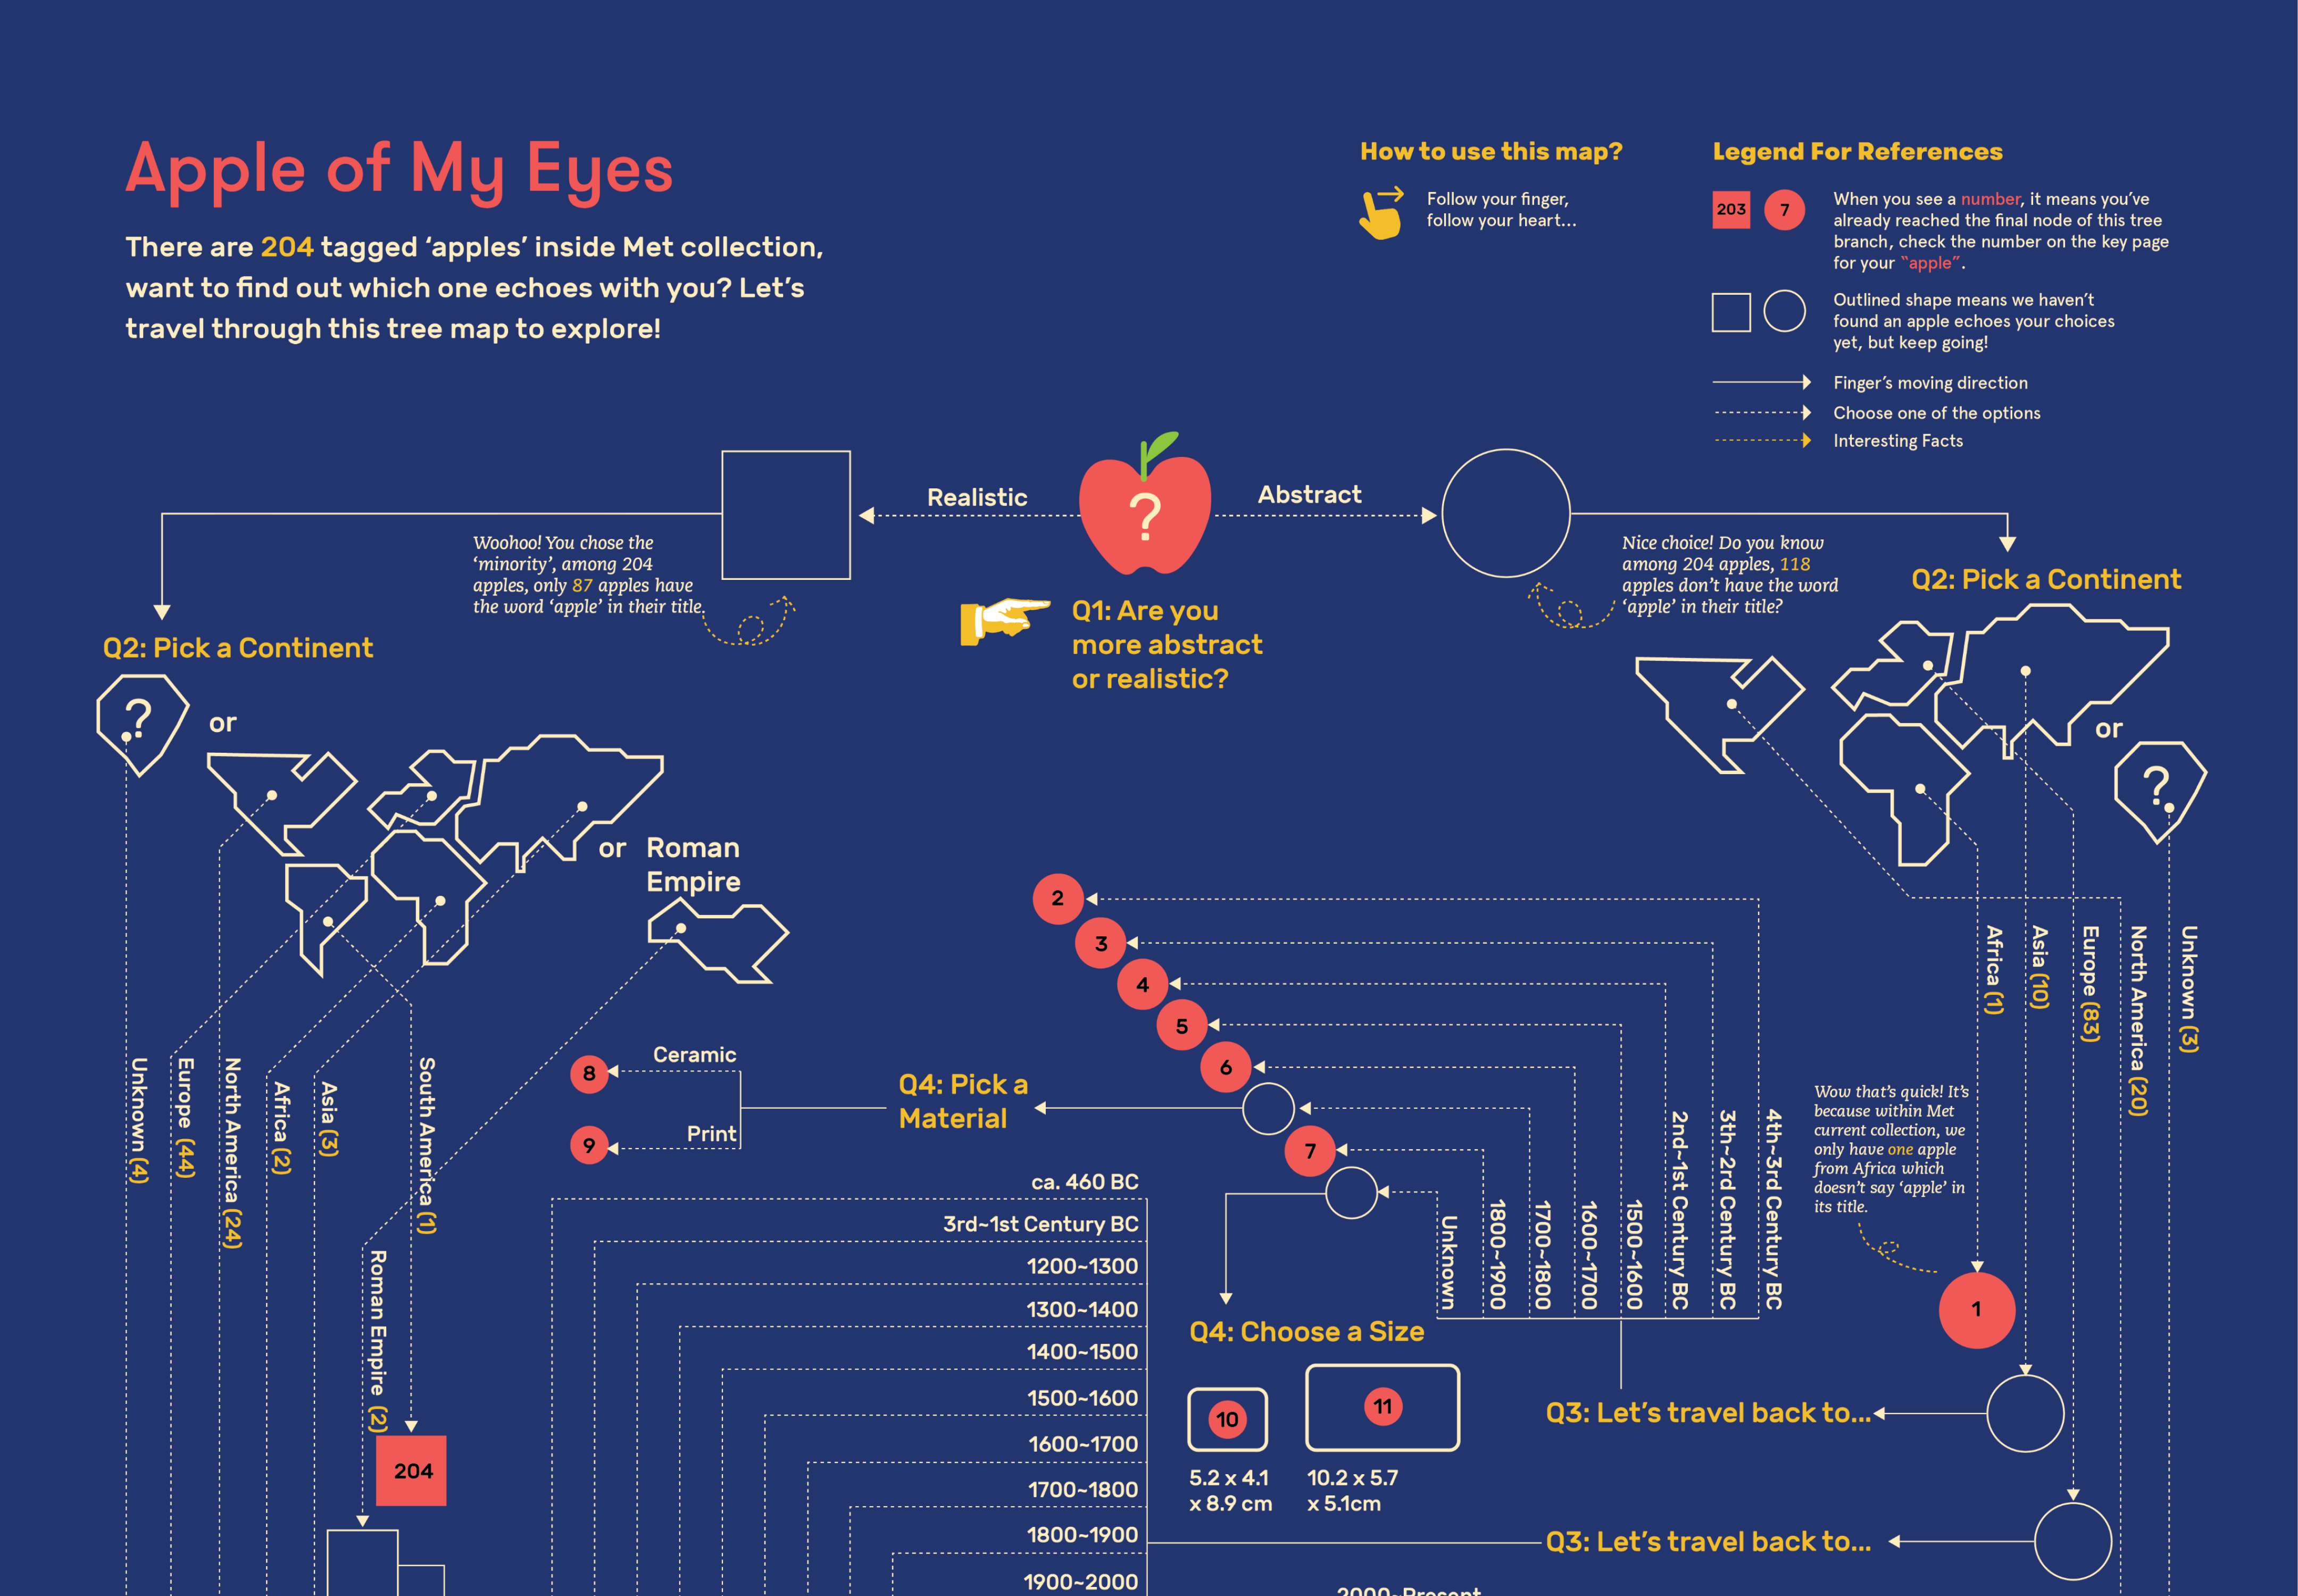 Apple of My Eyes
There are 204 tagged ‘apples’ inside Met collection,
want to find out which one echoes with you? Let’s
travel through this tree map to explore!
How to use this map?
Follow your finger,
follow your heart...
Legend For References
203
7
When you see a number, it means you’ve
already reached the final node of this tree
branch, check the number on the key page
for your “apple”.
Outlined shape means we haven’t
found an apple echoes your choices
yet, but keep going!
Finger’s moving direction
Choose one of the options
Interesting Facts
Realistic
?
Abstract
Woohoo! You chose the
‘minority’, among 204
apples, only 87 apples have
the word ‘apple’ in their title.
Q1: Are you
more abstract
or realistic?
Nice choice! Do you know
among 204 apples, 118
apples don’t have the word
‘apple’ in their title?
Q2: Pick a Continent
?
or
or
Roman
Empire
Unknown (4)
Europe (44)
North America (24)
Africa (2)
Asia (3)
South America (1)
Roman Empire (2)
204
Q2: Pick a Continent
or
?
Africa (1)
Asia (10)
Europe (83)
North America (20)
Unknown (3)
Wow that’s quick! It’s
because within Met
current collection, we
only have one apple
from Africa which
doesn’t say ‘apple’ in
its title.
1
2
3
4
5
6
7
Q4: Pick a
Material
Ceramic
8
Print
9
Unknown
1800~1900
1700~1800
1600~1700
1500~1600
2nd~1st Century BC
3th~2rd Century BC
4th~3rd Century BC
Q4: Choose a Size
10
11
5.2 x 4.1
x 8.9 cm
10.2 x 5.7
x 5.1cm
Q3: Let’s travel back to...
Q3: Let’s travel back to...
ca. 460 BC
3rd~1st Century BC
1200~1300
1300~1400
1400~1500
1500~1600
1600~1700
1700~1800
1800~1900
1900~2000
2000~Present